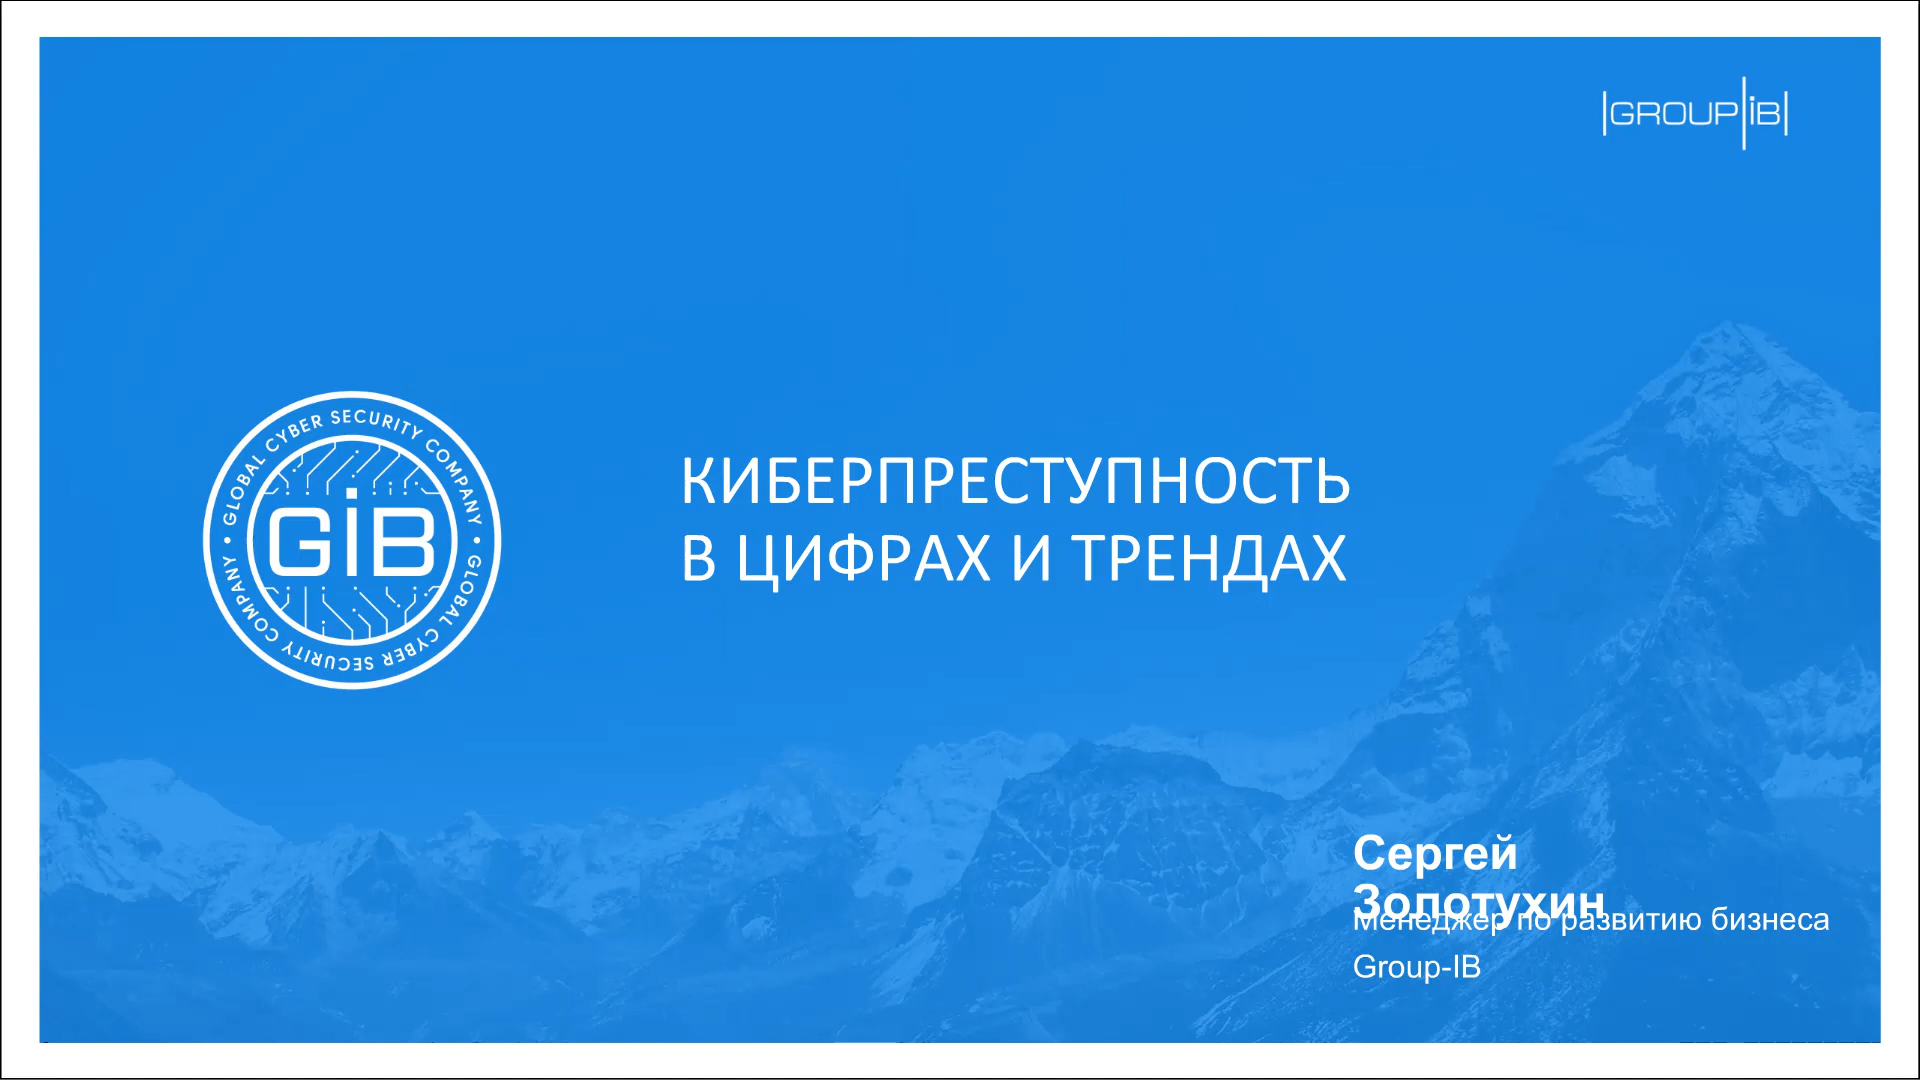 GROUP iB
GLOBAL CYBER SECURITY COMPANY • GLOBAL CYBER SECURITY COMPANY •
GiB
КИБЕРПРЕСТУПНОСТЬ
В ЦИФРАХ И ТРЕНДАХ
Сергей
Золотухин
Менеджер по развитию бизнеса
Group-IB